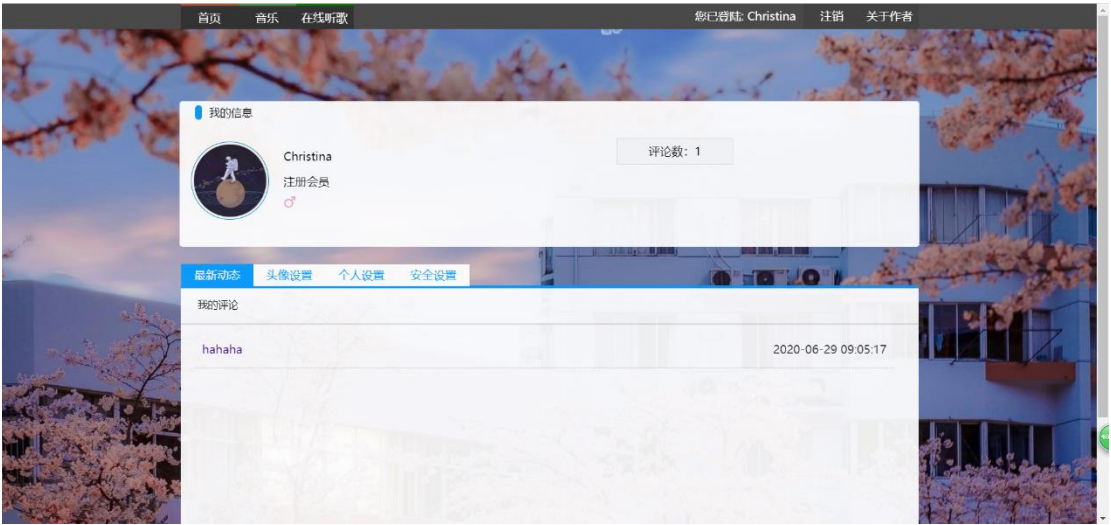 首页 音乐 在线听歌 您已登陆: Christina 注销 关于作者
我的信息
Christina
评论数：1
注册会员
最新动态 头像设置 个人设置 安全设置
我的评论
hahaha 2020-06-29 09:05:17